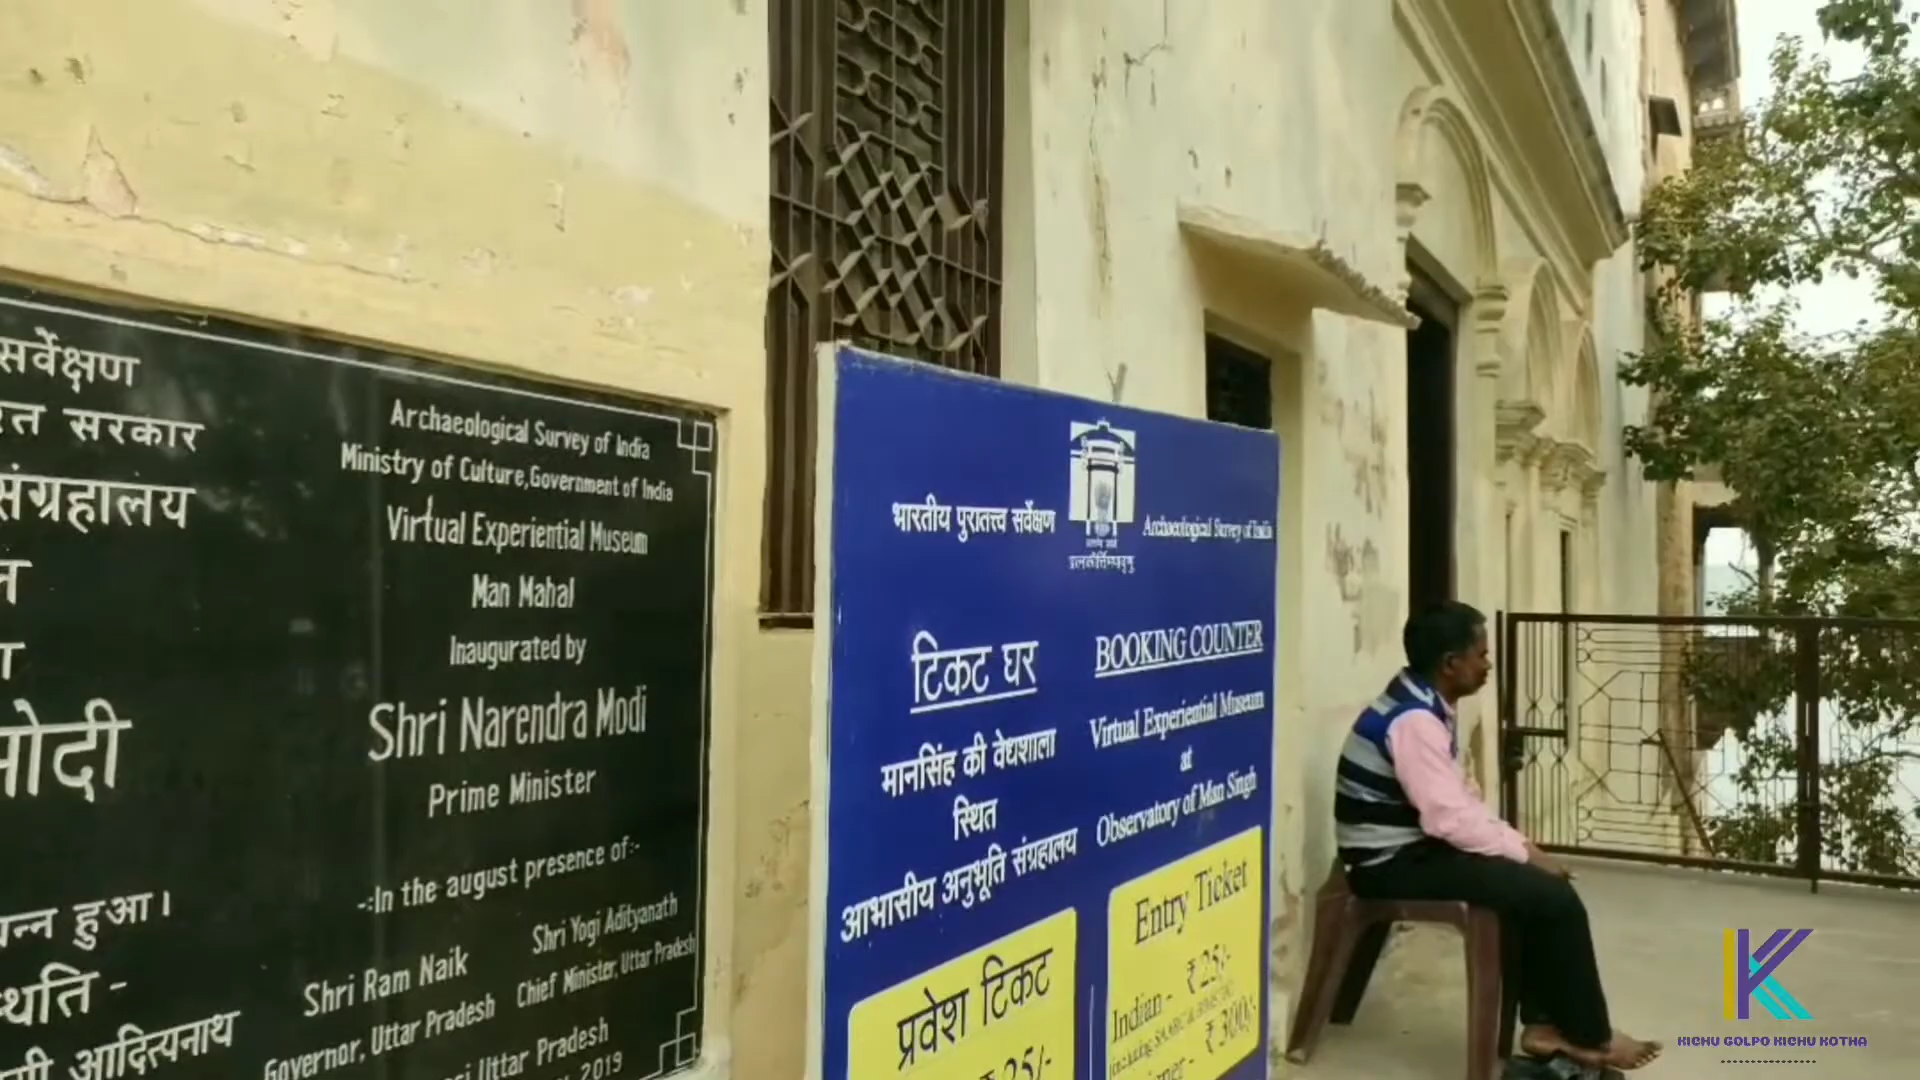 सर्वेक्षण
सरकार
संग्रहालय
मोदी
हुआ।
आदित्यनाथ
Archaeological Survey of India
Ministry of Culture, Government of India
Virtual Experiential Museum
Man Mahal
Inaugurated by
Shri Narendra Modi
Prime Minister
-:In the august presence of:-
Shri Ram Naik
Governor, Uttar Pradesh
Shri Yogi Adityanath
Chief Minister, Uttar Pradesh
Uttar Pradesh
2019
भारतीय पुरातत्त्व सर्वेक्षण
Archaeological Survey of India
टिकट घर
मानसिंह की वेधशाला
स्थित
आभासीय अनुभूति संग्रहालय
BOOKING COUNTER
Virtual Experiential Museum
at
Observatory of Man Singh
प्रवेश टिकट
₹ 25/-
Entry Ticket
Indian - ₹ 25/-
₹ 300/-
KICHU GOLPO KICHU KOTHA